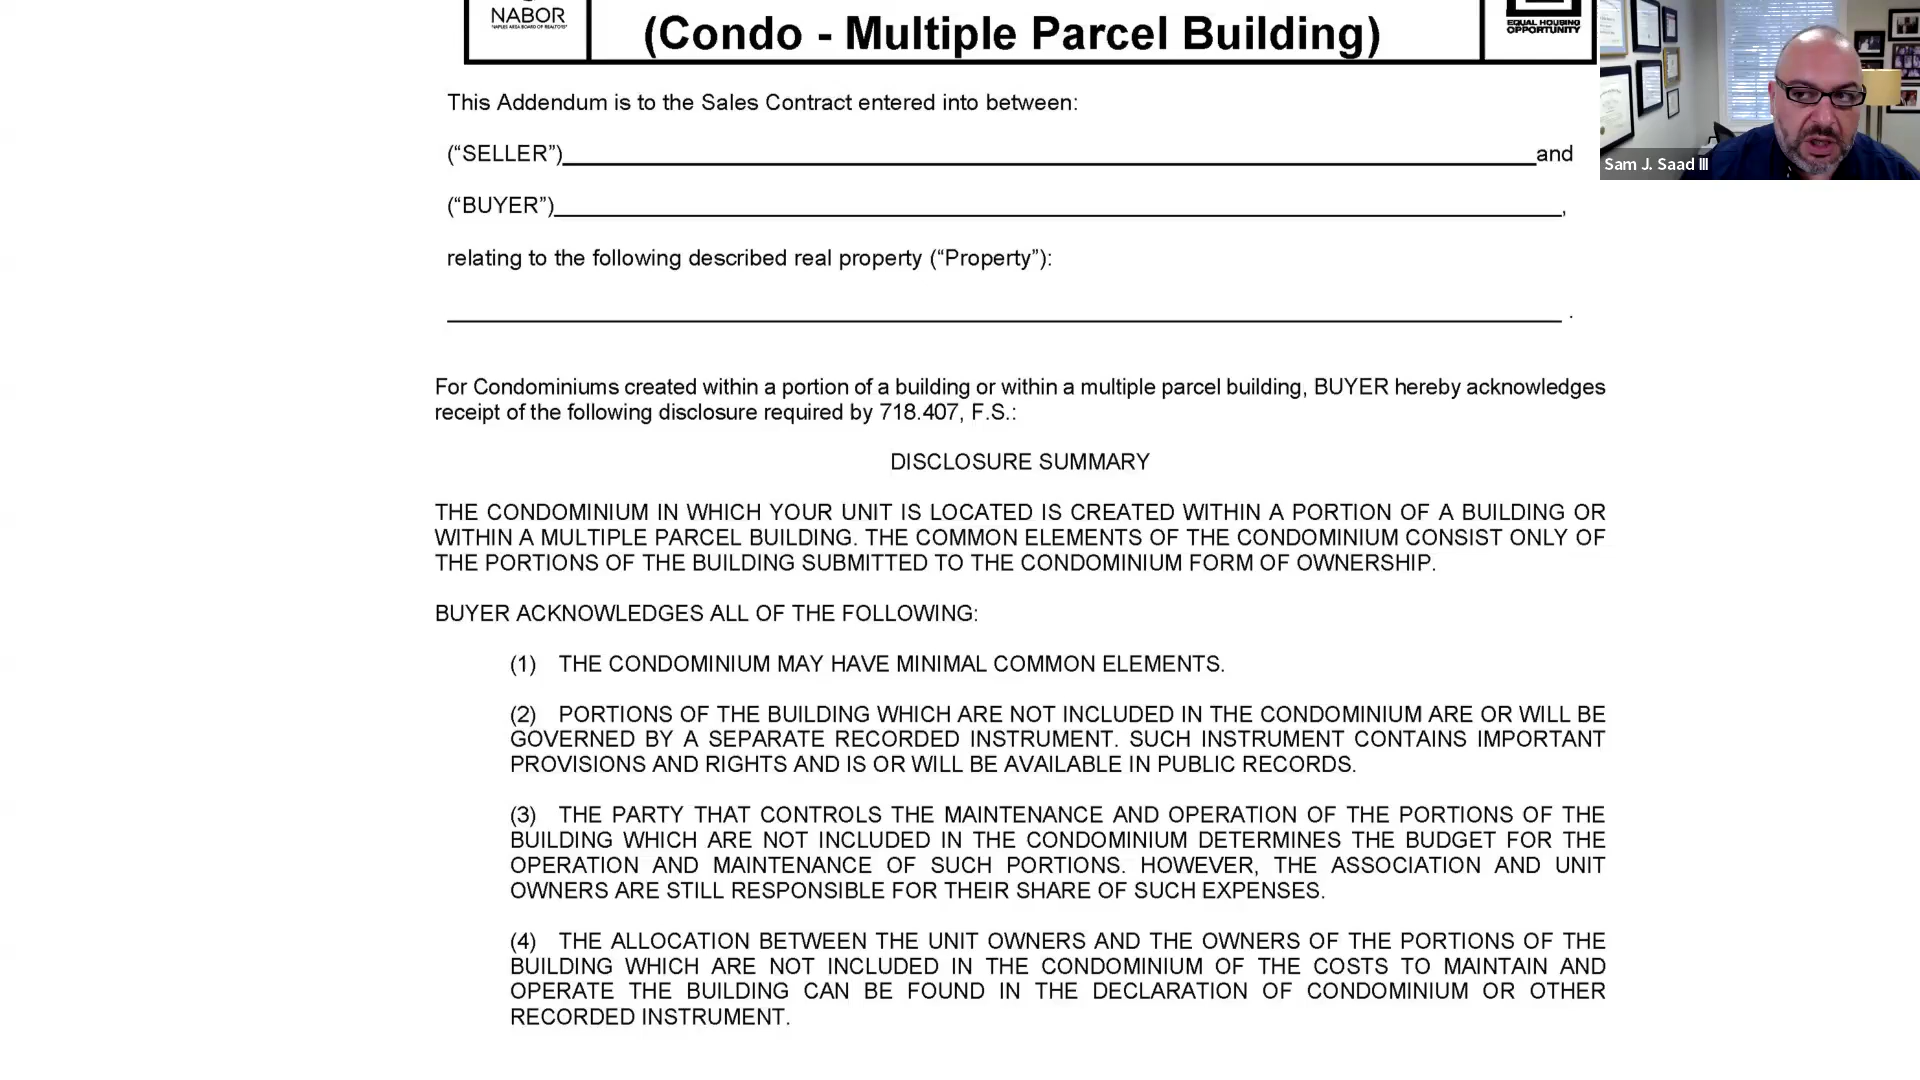 NABOR
NAPLES AREA BOARD OF REALTORS®
(Condo - Multiple Parcel Building)
EQUAL HOUSING
OPPORTUNITY
Sam J. Saad III
This Addendum is to the Sales Contract entered into between:
(“SELLER”)and
(“BUYER”),
relating to the following described real property (“Property”):
.
For Condominiums created within a portion of a building or within a multiple parcel building, BUYER hereby acknowledges
receipt of the following disclosure required by 718.407, F.S.:
DISCLOSURE SUMMARY
THE CONDOMINIUM IN WHICH YOUR UNIT IS LOCATED IS CREATED WITHIN A PORTION OF A BUILDING OR
WITHIN A MULTIPLE PARCEL BUILDING. THE COMMON ELEMENTS OF THE CONDOMINIUM CONSIST ONLY OF
THE PORTIONS OF THE BUILDING SUBMITTED TO THE CONDOMINIUM FORM OF OWNERSHIP.
BUYER ACKNOWLEDGES ALL OF THE FOLLOWING:
(1) THE CONDOMINIUM MAY HAVE MINIMAL COMMON ELEMENTS.
(2) PORTIONS OF THE BUILDING WHICH ARE NOT INCLUDED IN THE CONDOMINIUM ARE OR WILL BE
GOVERNED BY A SEPARATE RECORDED INSTRUMENT. SUCH INSTRUMENT CONTAINS IMPORTANT
PROVISIONS AND RIGHTS AND IS OR WILL BE AVAILABLE IN PUBLIC RECORDS.
(3) THE PARTY THAT CONTROLS THE MAINTENANCE AND OPERATION OF THE PORTIONS OF THE
BUILDING WHICH ARE NOT INCLUDED IN THE CONDOMINIUM DETERMINES THE BUDGET FOR THE
OPERATION AND MAINTENANCE OF SUCH PORTIONS. HOWEVER, THE ASSOCIATION AND UNIT
OWNERS ARE STILL RESPONSIBLE FOR THEIR SHARE OF SUCH EXPENSES.
(4) THE ALLOCATION BETWEEN THE UNIT OWNERS AND THE OWNERS OF THE PORTIONS OF THE
BUILDING WHICH ARE NOT INCLUDED IN THE CONDOMINIUM OF THE COSTS TO MAINTAIN AND
OPERATE THE BUILDING CAN BE FOUND IN THE DECLARATION OF CONDOMINIUM OR OTHER
RECORDED INSTRUMENT.